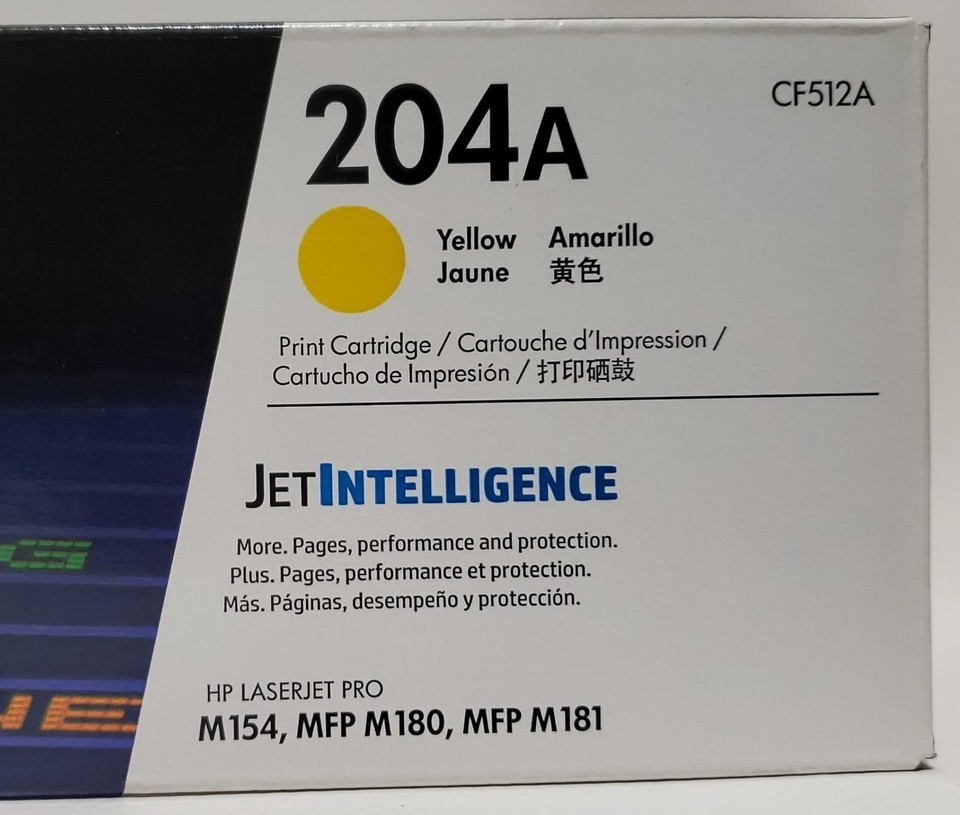 204A
CF512A
Yellow Amarillo
Jaune 黄色
Print Cartridge / Cartouche d'Impression /
Cartucho de Impresión / 打印硒鼓
JETINTELLIGENCE
More. Pages, performance and protection.
Plus. Pages, performance et protection.
Más. Páginas, desempeño y protección.
HP LASERJET PRO
M154, MFP M180, MFP M181